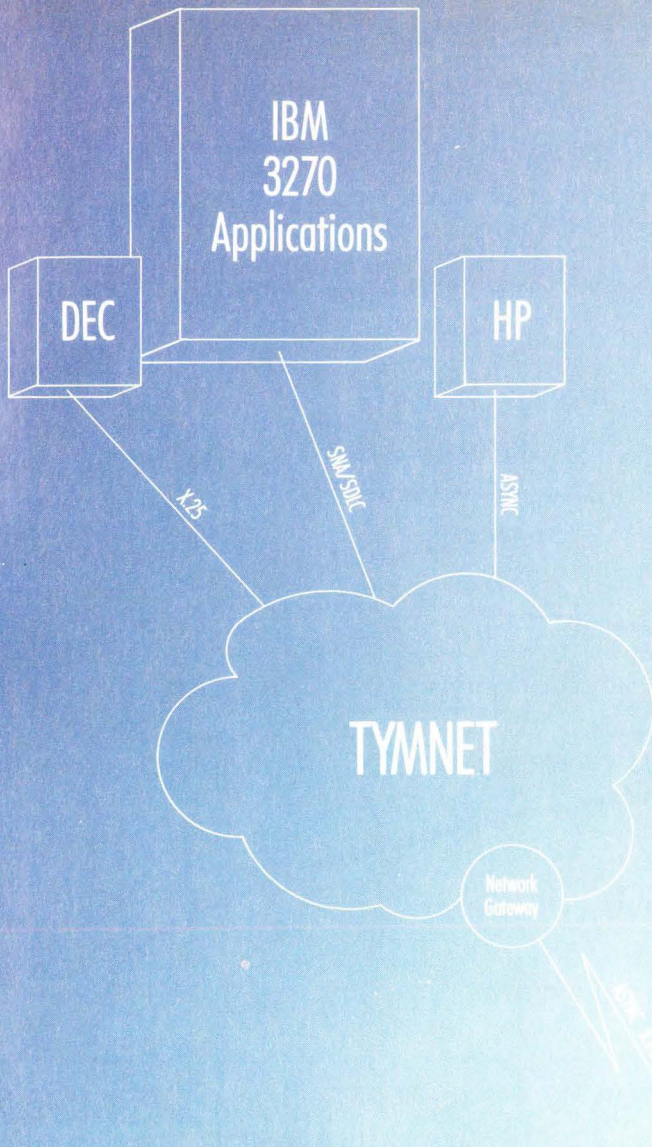 IBM
3270
Applications
DEC
HP
X.25
SNA/SDLC
ASYNC
TYMNET
Network
Gateway